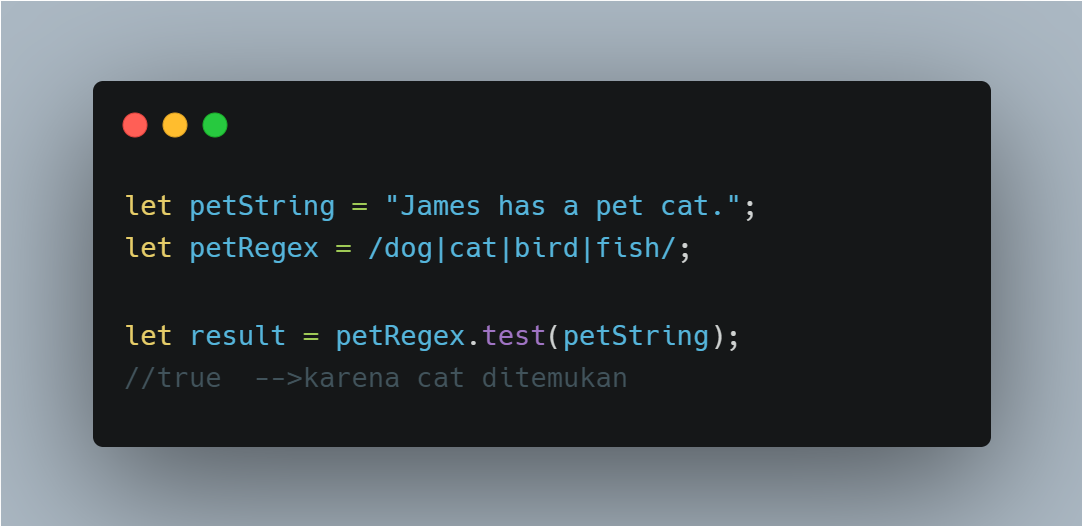 let petString = "James has a pet cat.";
let petRegex = /dog|cat|bird|fish/;
let result = petRegex.test(petString);
//true  -->karena cat ditemukan